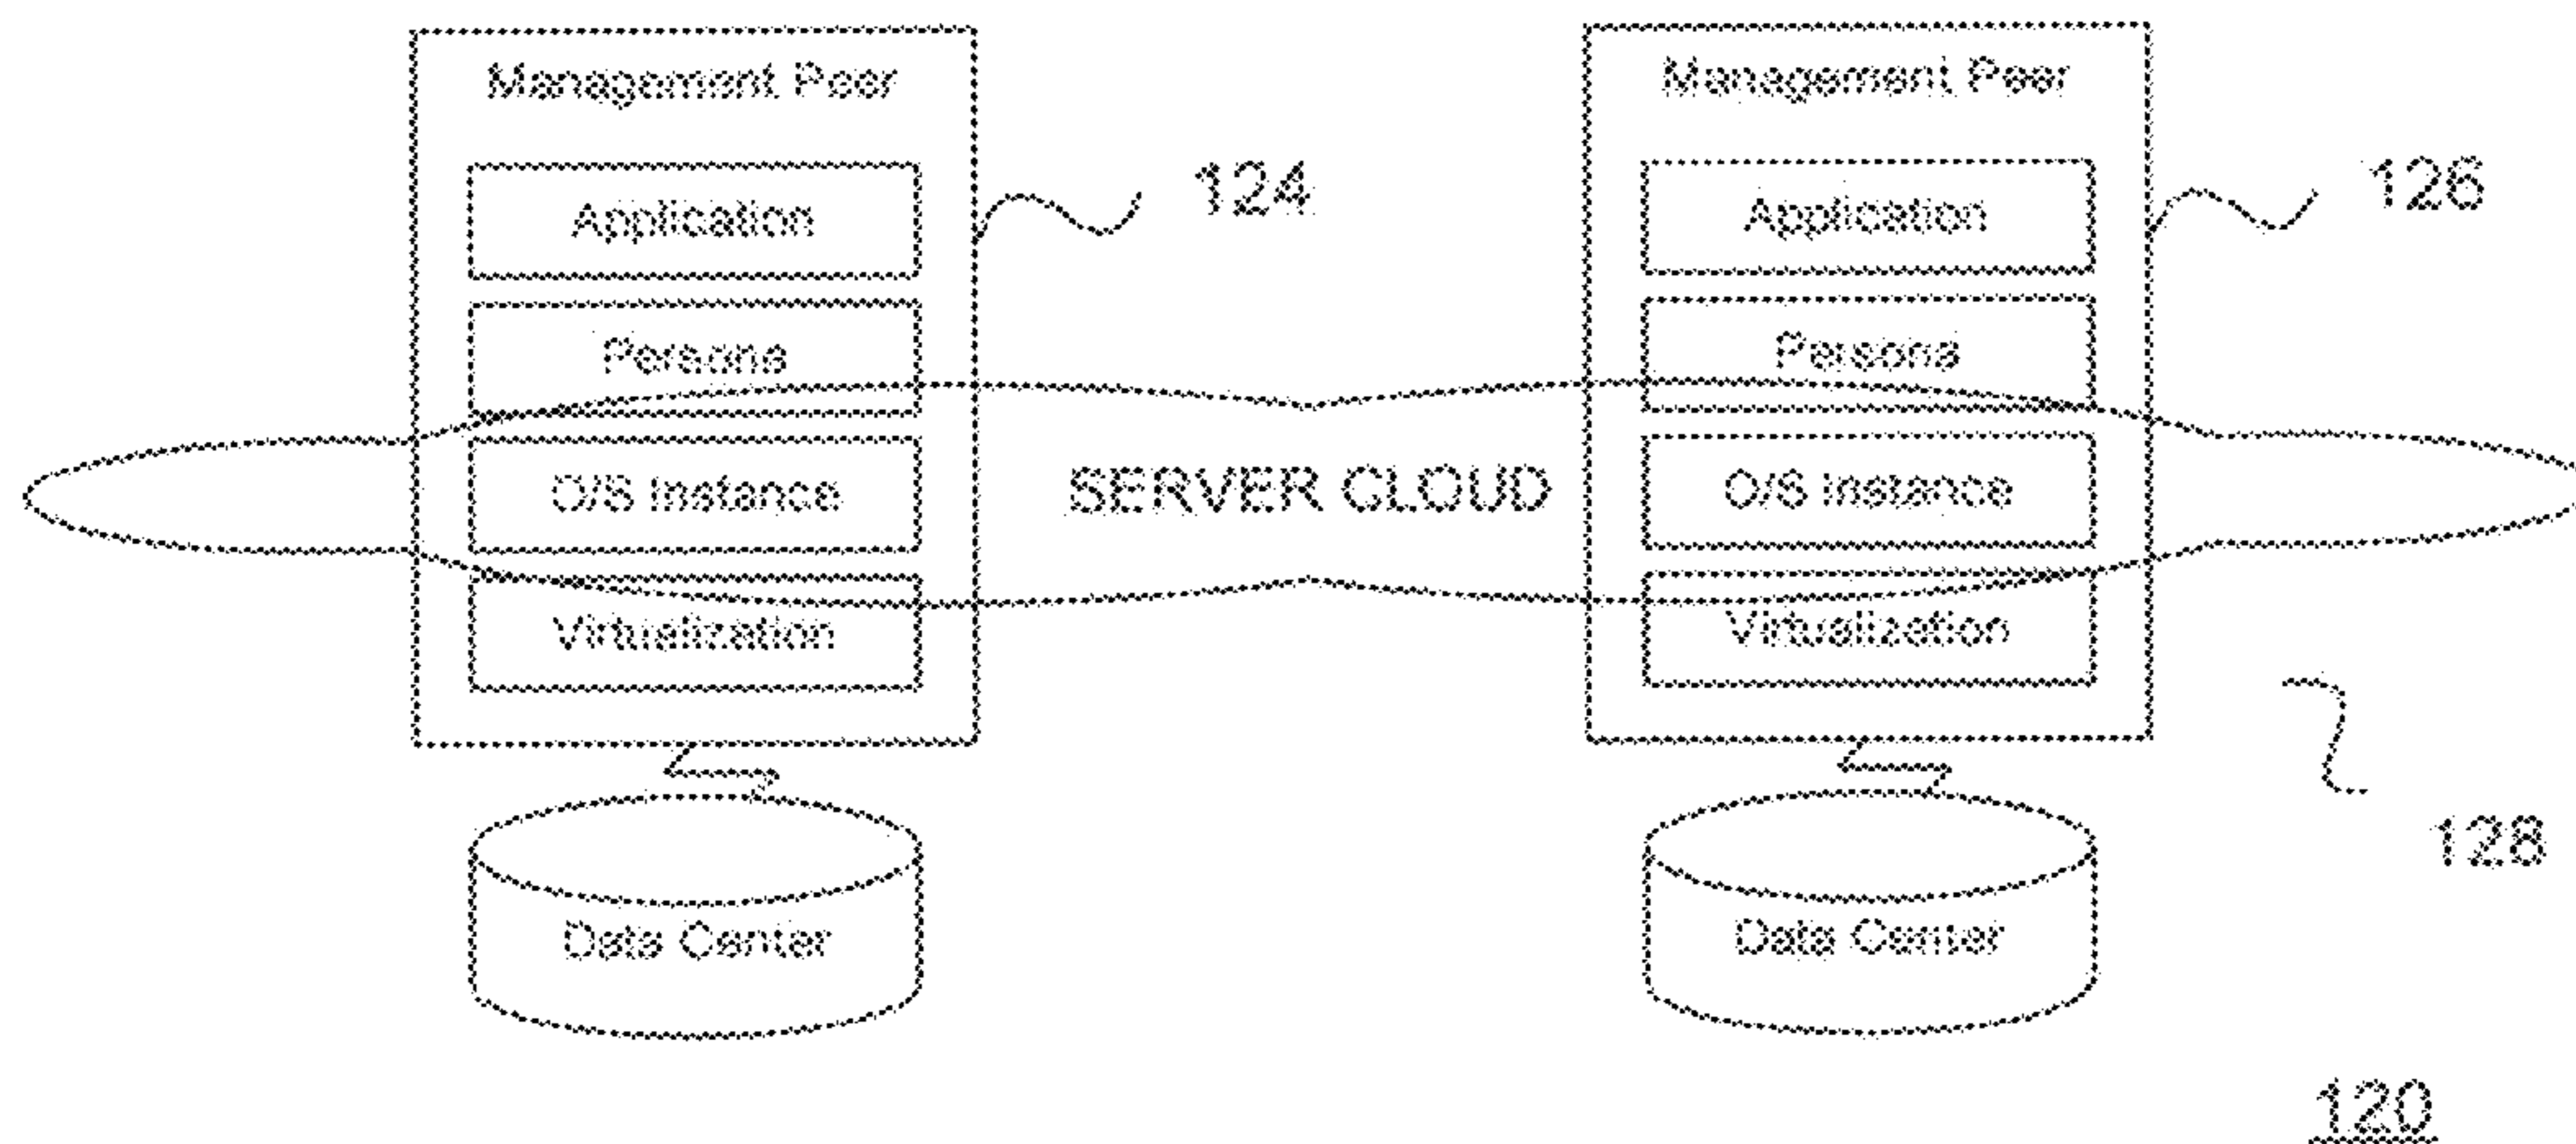 Management Peer
Application
Persona
O/S Instance
Virtualization
Data Center
124
SERVER CLOUD
Management Peer
Application
Persona
O/S Instance
Virtualization
Data Center
126
128
120